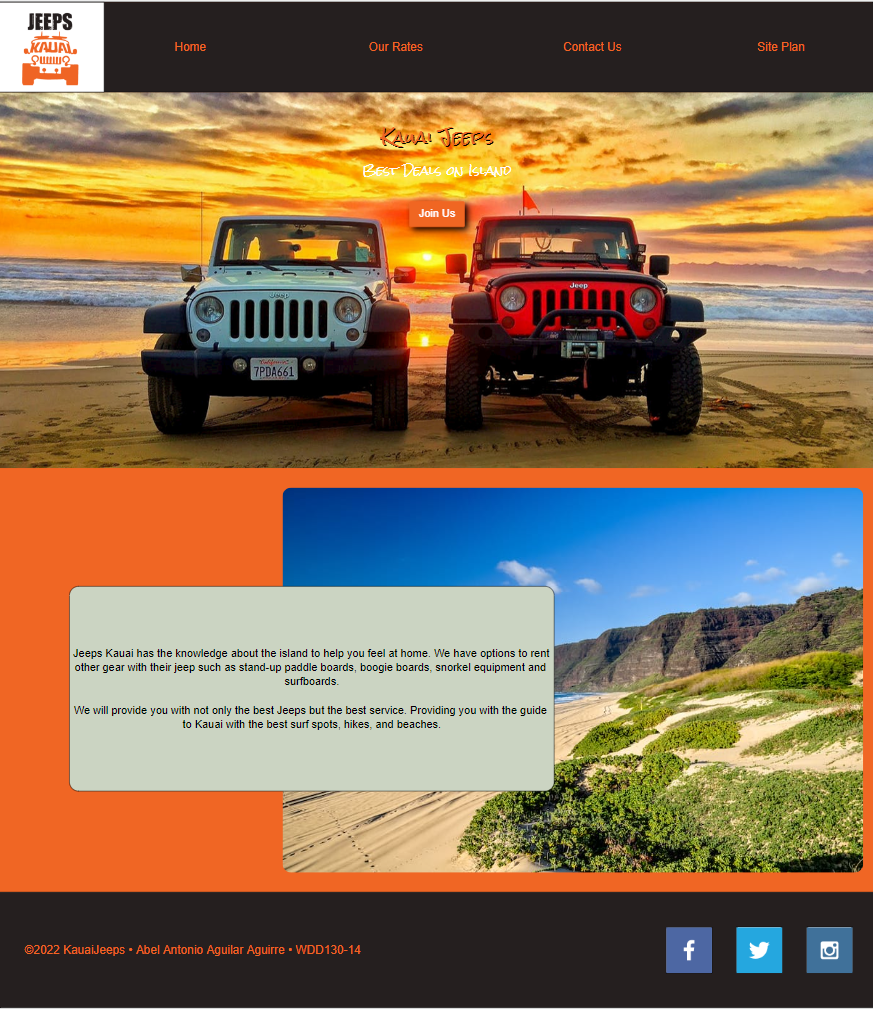 JEEPS
KAUAI
Home
Our Rates
Contact Us
Site Plan
Kauai Jeeps
Best Deals on Island
Join Us
Jeep
Jeep
California
7PDA661
Jeeps Kauai has the knowledge about the island to help you feel at home. We have options to rent
other gear with their jeep such as stand-up paddle boards, boogie boards, snorkel equipment and
surfboards.
We will provide you with not only the best Jeeps but the best service. Providing you with the guide
to Kauai with the best surf spots, hikes, and beaches.
©2022 KauaiJeeps • Abel Antonio Aguilar Aguirre • WDD130-14